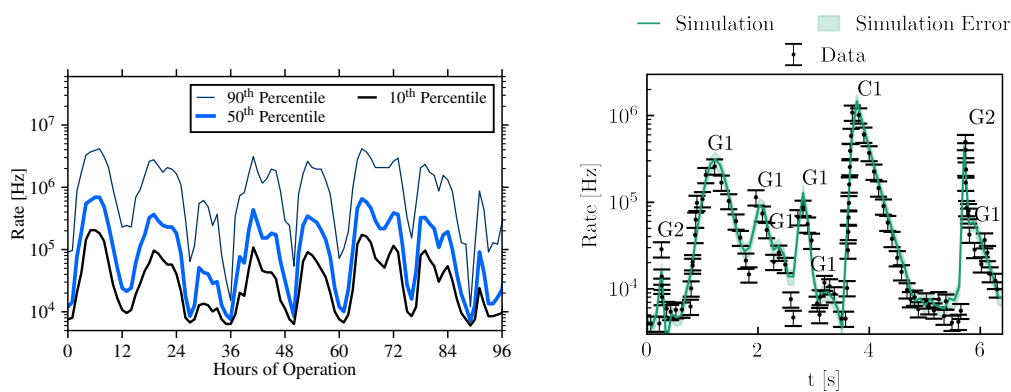 90th Percentile
50th Percentile
10th Percentile
Rate [Hz]
10^7
10^6
10^5
10^4
0 12 24 36 48 60 72 84 96
Hours of Operation
Simulation Simulation Error
Data
Rate [Hz]
10^6
10^5
10^4
G2
G1
G1
G1
G1
G1
C1
G2
G1
0 2 4 6
t [s]